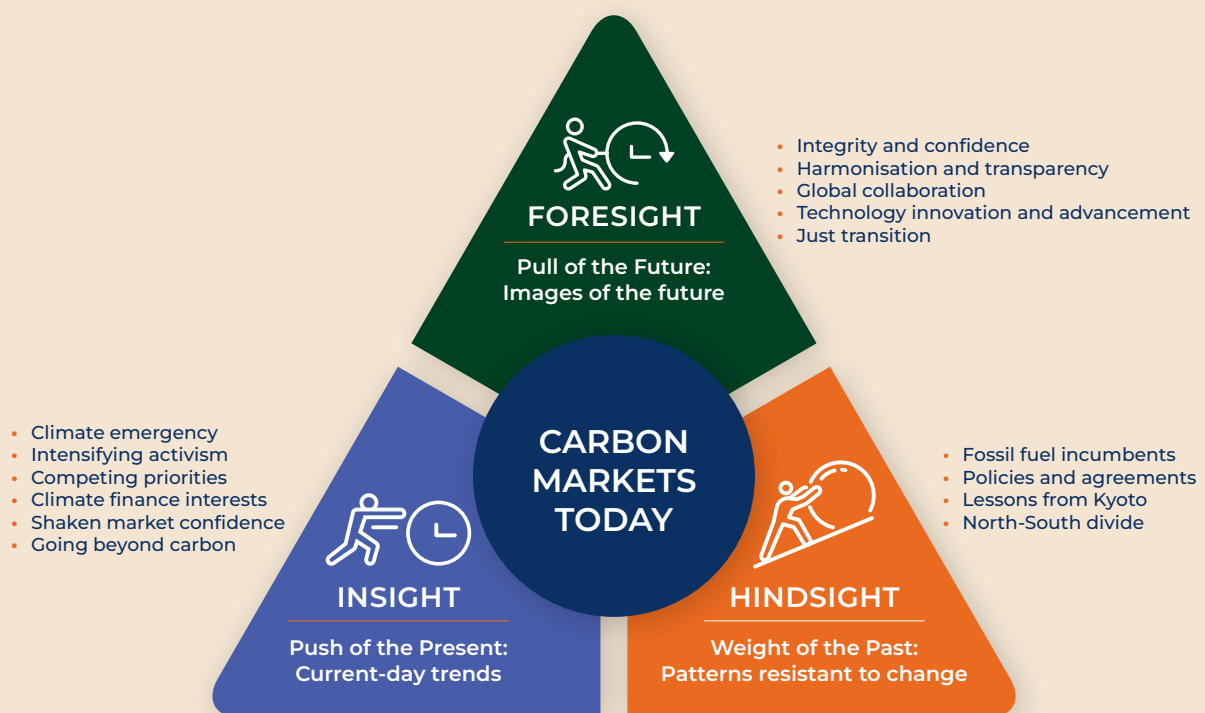 FORESIGHT
Pull of the Future:
Images of the future
• Integrity and confidence
• Harmonisation and transparency
• Global collaboration
• Technology innovation and advancement
• Just transition
CARBON
MARKETS
TODAY
• Climate emergency
• Intensifying activism
• Competing priorities
• Climate finance interests
• Shaken market confidence
• Going beyond carbon
INSIGHT
Push of the Present:
Current-day trends
• Fossil fuel incumbents
• Policies and agreements
• Lessons from Kyoto
• North-South divide
HINDSIGHT
Weight of the Past:
Patterns resistant to change